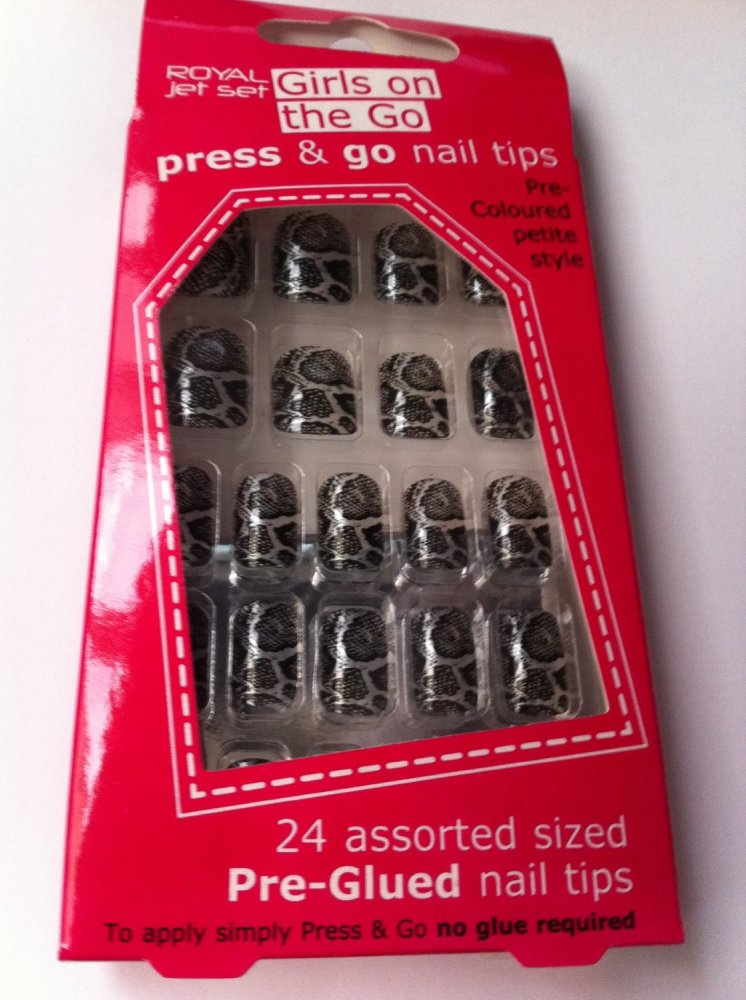 ROYAL
jet set
Girls on
the Go
press & go nail tips
Pre-
Coloured
petite
style
24 assorted sized
Pre-Glued nail tips
To apply simply Press & Go no glue required